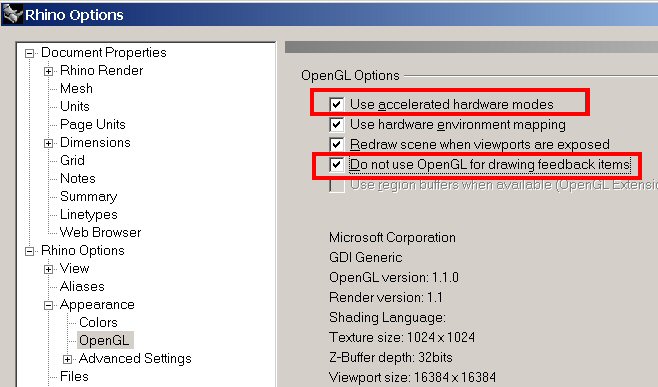 Rhino Options
Document Properties
Rhino Render
Mesh
Units
Page Units
Dimensions
Grid
Notes
Summary
Linetypes
Web Browser
Rhino Options
View
Aliases
Appearance
Colors
OpenGL
Advanced Settings
Files
OpenGL Options
Use accelerated hardware modes
Use hardware environment mapping
Redraw scene when viewports are exposed
Do not use OpenGL for drawing feedback items
Use region buffers when available (OpenGL Extension
Microsoft Corporation
GDI Generic
OpenGL version: 1.1.0
Render version: 1.1
Shading Language:
Texture size: 1024 x 1024
Z-Buffer depth: 32bits
Viewport size: 16384 x 16384